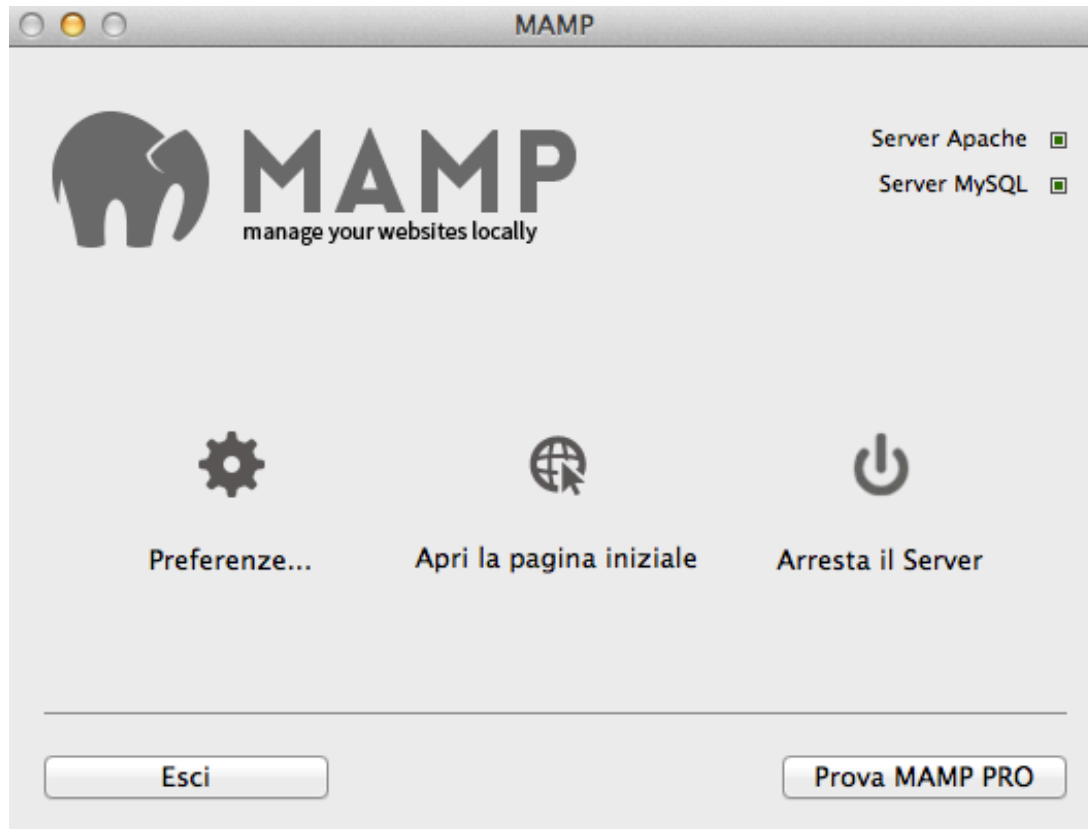 MAMP
MAMP
manage your websites locally
Server Apache
Server MySQL
Preferenze...
Apri la pagina iniziale
Arresta il Server
Esci
Prova MAMP PRO